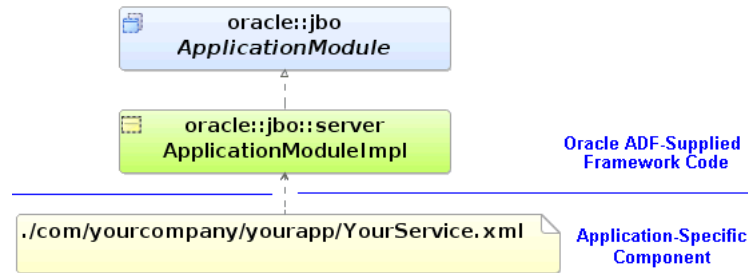 oracle::jbo
ApplicationModule
oracle::jbo::server
ApplicationModuleImpl
Oracle ADF-Supplied
Framework Code
./com/yourcompany/yourapp/YourService.xml
Application-Specific
Component